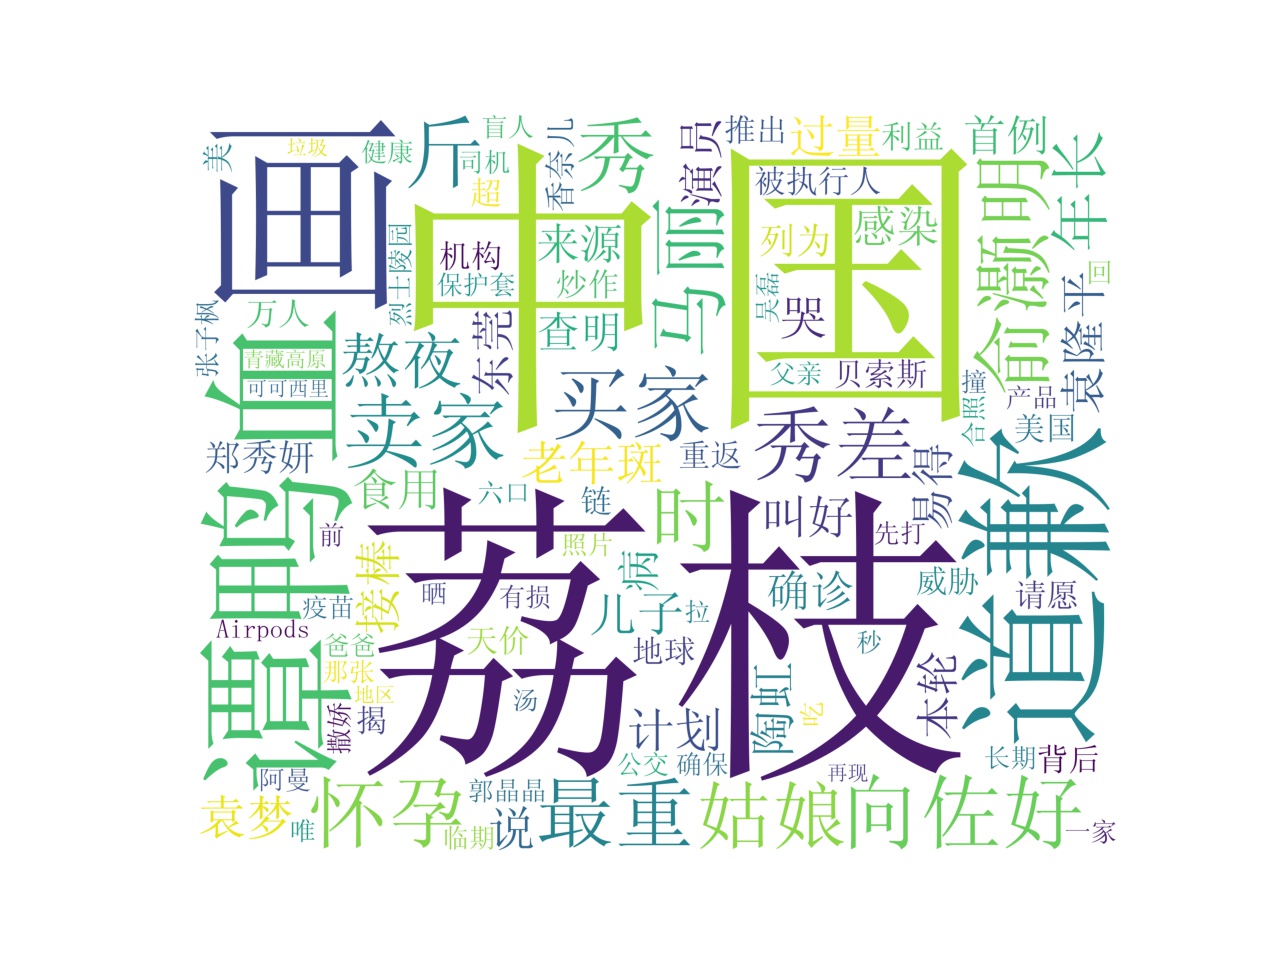 中国
荔枝
画
血
谭鸭
道兼
斤
秀
演员
马丽
俞灏明
年长
袁隆平
首例
利益
过量
推出
被执行人
感染
列为
吴磊
哭
父亲
贝索斯
撞
合照
产品
美国
回
美
垃圾
健康
盲人
司机
超
香奈儿
烈士陵园
机构
保护套
来源
炒作
查明
东莞
张子枫
万人
青藏高原
可可西里
熬夜
卖家
买家
郑秀妍
老年斑
重返
秀差
易得
食用
六口
链
时
叫好
先打
前
接棒
照片
病
确诊
威胁
请愿
疫苗
Airpods
晒
有损
儿子
拉
爸爸
那张
地区
天价
地球
秒
撒娇
揭
汤
计划
陶虹
吃
本轮
长期
背后
阿曼
公交
确保
再现
袁梦
唯
怀孕
临期
郭晶晶
说
最重
姑娘
向佐
好
一家